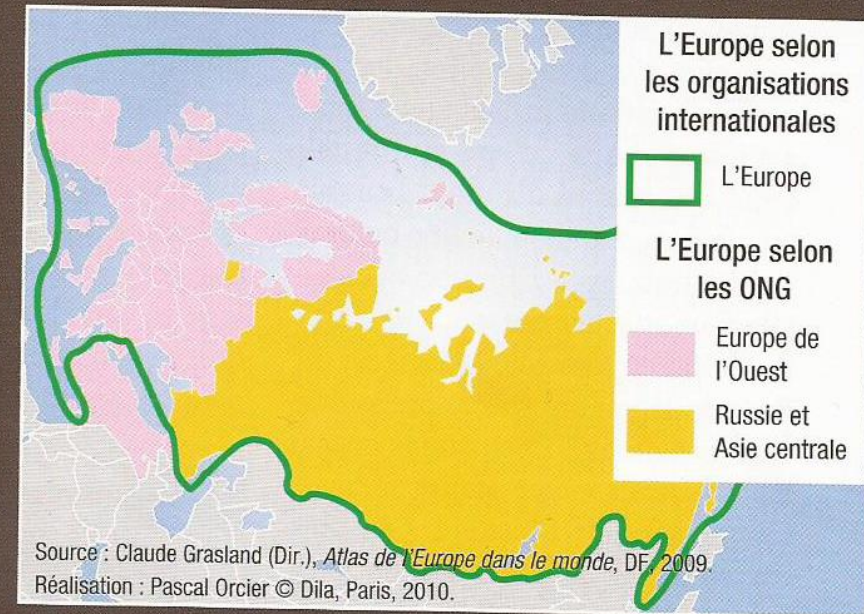 L'Europe selon
les organisations
internationales
L'Europe
L'Europe selon
les ONG
Europe de
l'Ouest
Russie et
Asie centrale
Source : Claude Grasland (Dir.), Atlas de l'Europe dans le monde, DF, 2009.
Réalisation : Pascal Orcier © Dila, Paris, 2010.